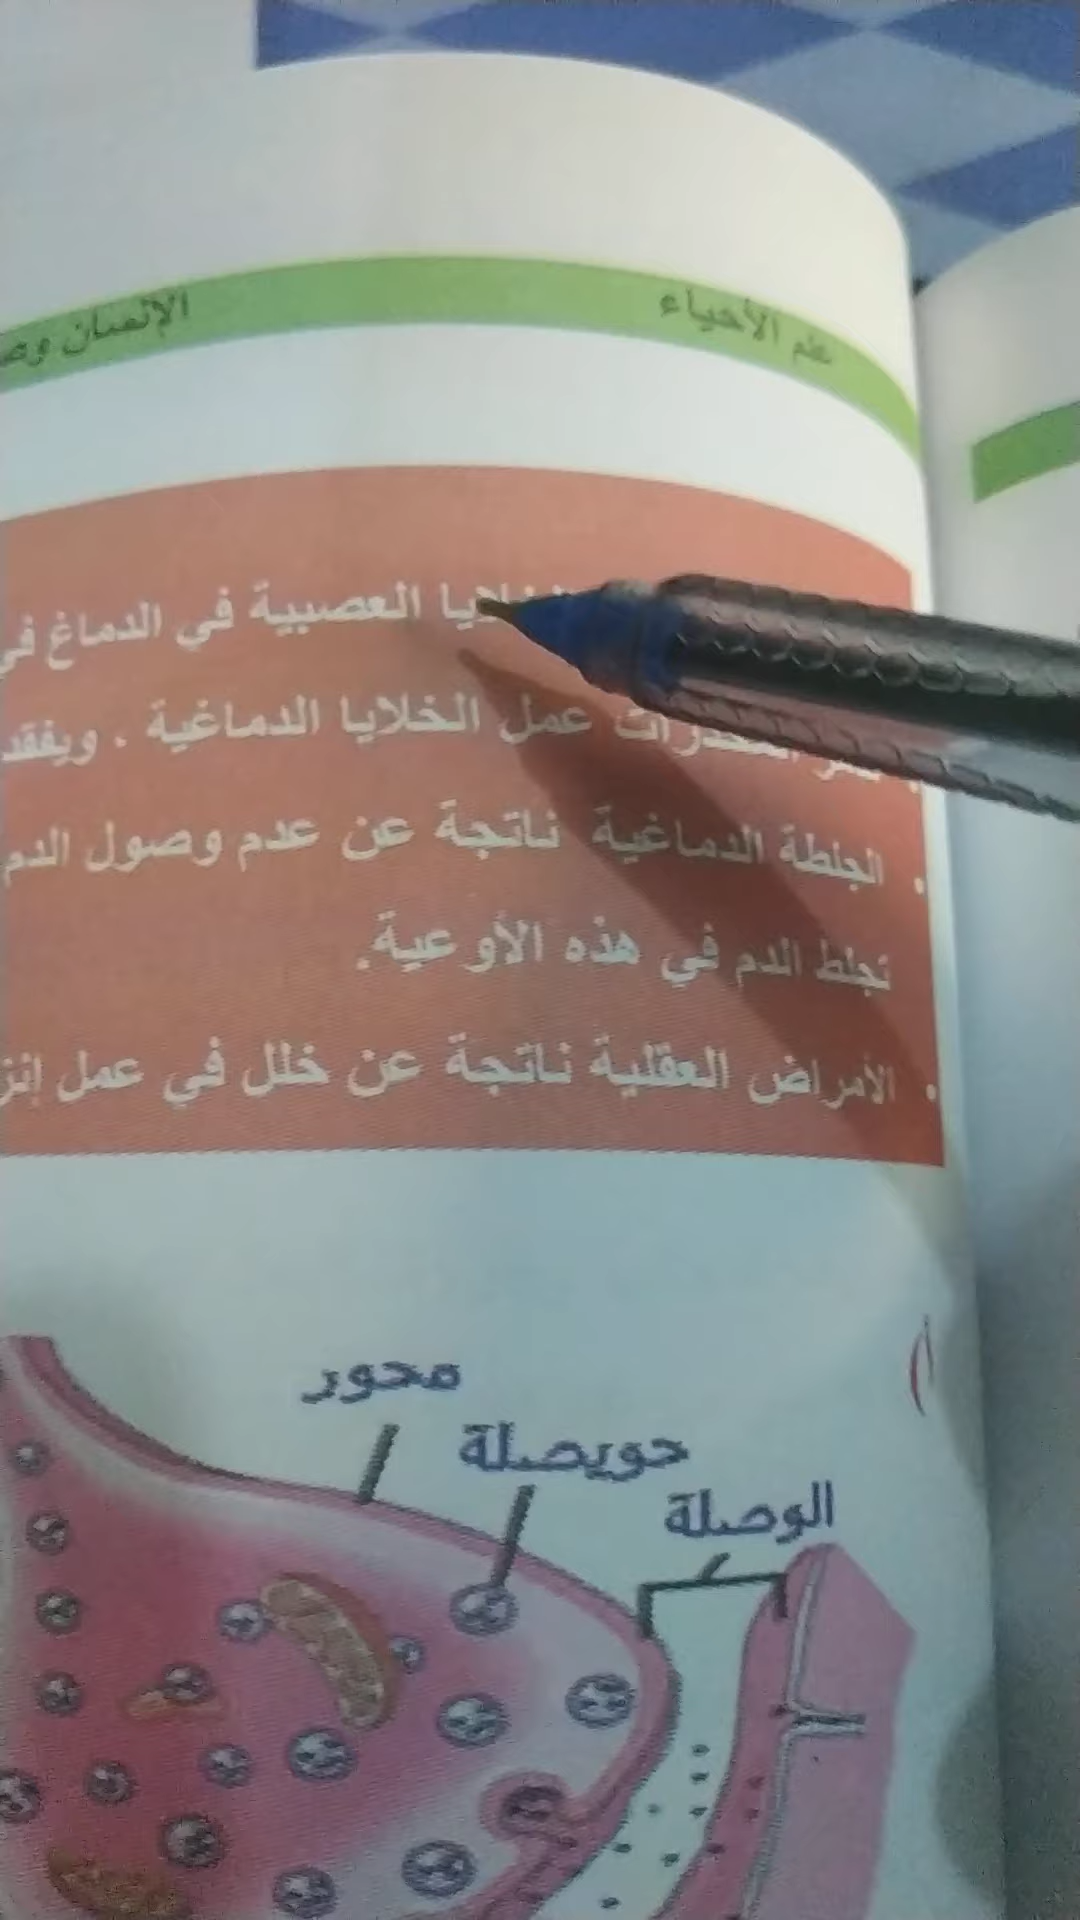 علم الأحياء
الإنسان
العصبية في الدماغ
عمل الخلايا الدماغية ، ويفقد
• الجلطة الدماغية ناتجة عن عدم وصول الدم
تجلط الدم في هذه الأوعية.
• الأمراض العقلية ناتجة عن خلل في عمل
محور
حويصلة
الوصلة